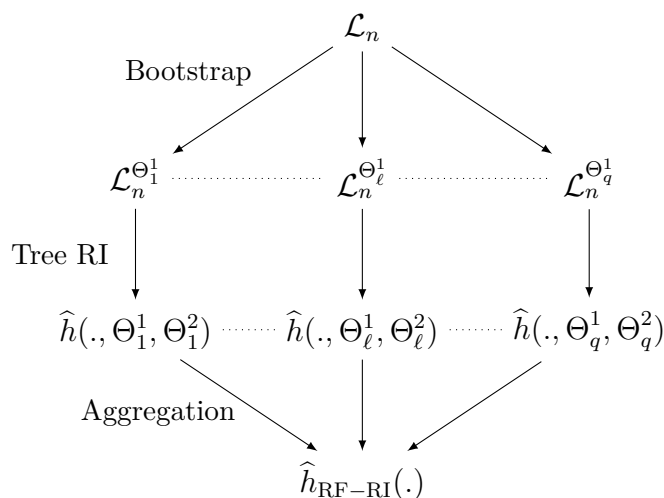 $\mathcal{L}_n$
Bootstrap
$\mathcal{L}_n^{\Theta_1^1}$ $\mathcal{L}_n^{\Theta_\ell^1}$ $\mathcal{L}_n^{\Theta_q^1}$
Tree RI
$\widehat{h}(., \Theta_1^1, \Theta_1^2)$ $\widehat{h}(., \Theta_\ell^1, \Theta_\ell^2)$ $\widehat{h}(., \Theta_q^1, \Theta_q^2)$
Aggregation
$\widehat{h}_{\mathrm{RF-RI}}(.)$